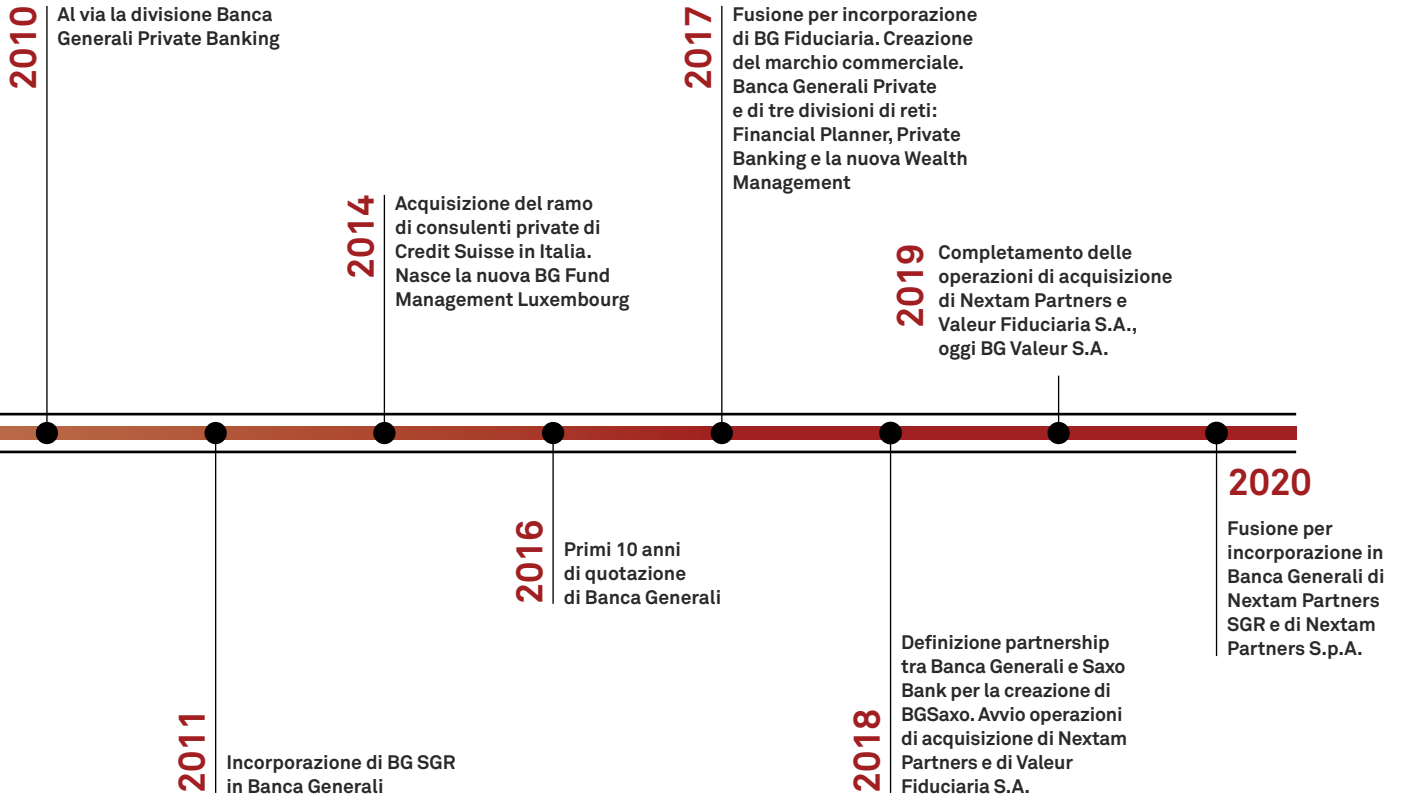 2010
Al via la divisione Banca
Generali Private Banking
2011
Incorporazione di BG SGR
in Banca Generali
2014
Acquisizione del ramo
di consulenti private di
Credit Suisse in Italia.
Nasce la nuova BG Fund
Management Luxembourg
2016
Primi 10 anni
di quotazione
di Banca Generali
2017
Fusione per incorporazione
di BG Fiduciaria. Creazione
del marchio commerciale.
Banca Generali Private
e di tre divisioni di reti:
Financial Planner, Private
Banking e la nuova Wealth
Management
2018
Definizione partnership
tra Banca Generali e Saxo
Bank per la creazione di
BGSaxo. Avvio operazioni
di acquisizione di Nextam
Partners e di Valeur
Fiduciaria S.A.
2019
Completamento delle
operazioni di acquisizione
di Nextam Partners e
Valeur Fiduciaria S.A.,
oggi BG Valeur S.A.
2020
Fusione per
incorporazione in
Banca Generali di
Nextam Partners
SGR e di Nextam
Partners S.p.A.